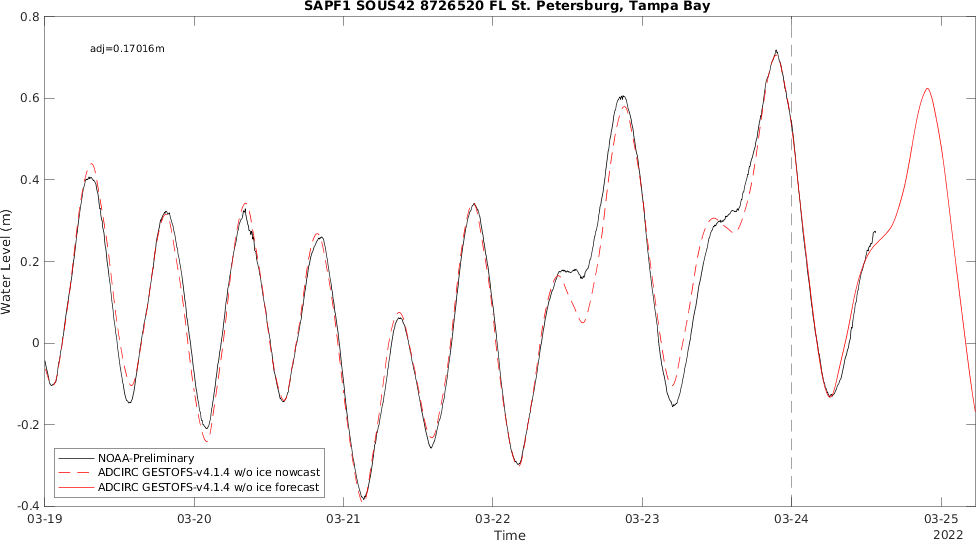 SAPF1 SOUS42 8726520 FL St. Petersburg, Tampa Bay
adj=0.17016m
0.8
0.6
0.4
0.2
0
-0.2
-0.4
Water Level (m)
NOAA-Preliminary
ADCIRC GESTOFS-v4.1.4 w/o ice nowcast
ADCIRC GESTOFS-v4.1.4 w/o ice forecast
03-19 03-20 03-21 03-22 03-23 03-24 03-25
Time
2022